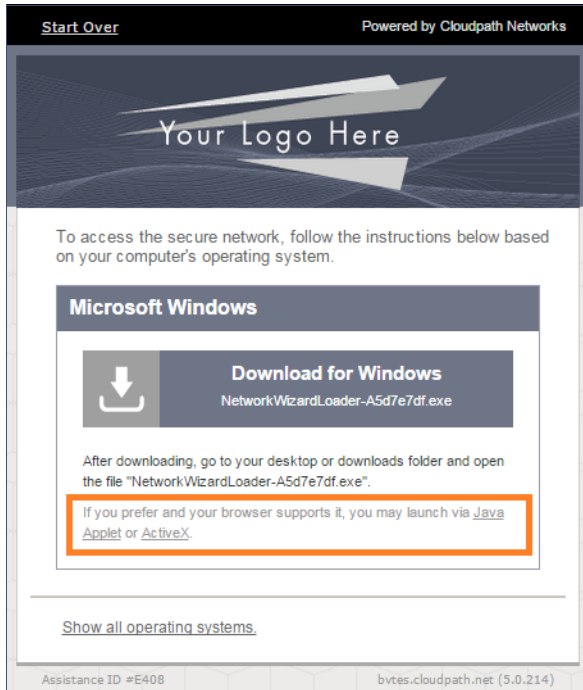 Start Over
Powered by Cloudpath Networks
Your Logo Here
To access the secure network, follow the instructions below based
on your computer's operating system.
Microsoft Windows
Download for Windows
NetworkWizardLoader-A5d7e7df.exe
After downloading, go to your desktop or downloads folder and open
the file "NetworkWizardLoader-A5d7e7df.exe".
If you prefer and your browser supports it, you may launch via Java
Applet or ActiveX.
Show all operating systems.
Assistance ID #E408
bytes.cloudpath.net (5.0.214)